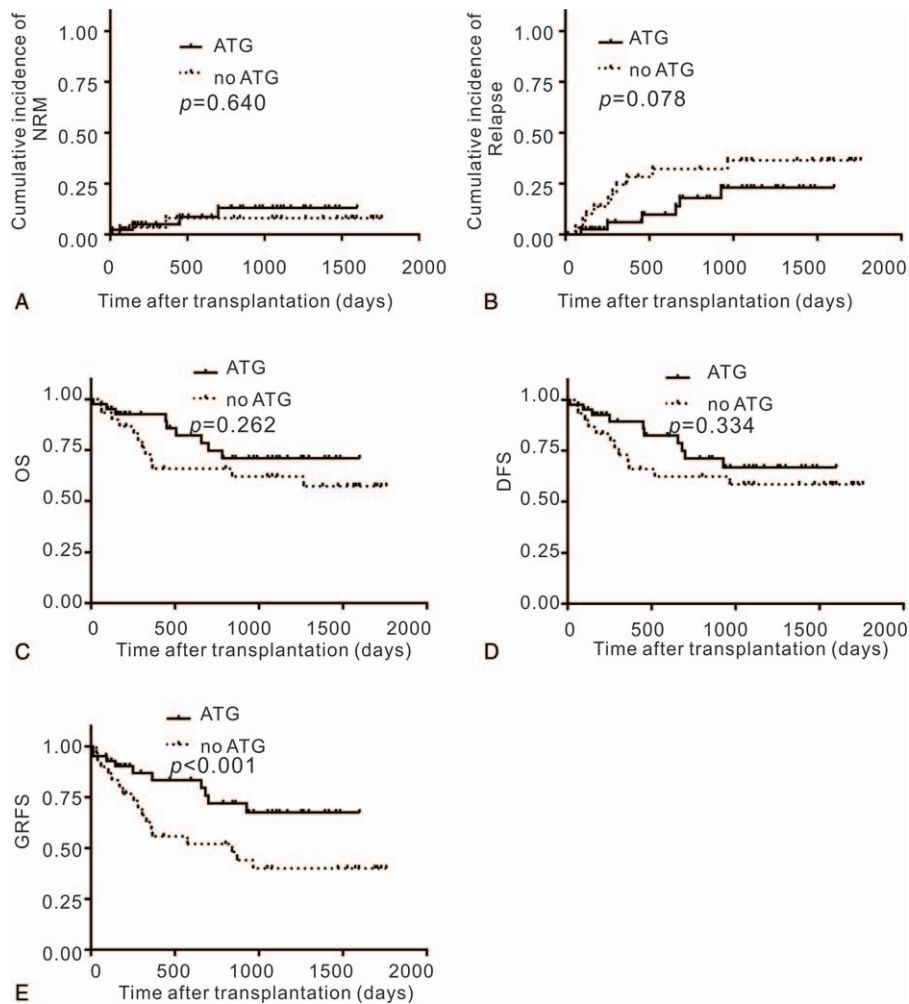 ATG
no ATG
p=0.640
Cumulative incidence of
NRM
1.00
0.75
0.50
0.25
0.00
0
500
1000
1500
2000
Time after transplantation (days)
A
ATG
no ATG
p=0.078
Cumulative incidence of
Relapse
1.00
0.75
0.50
0.25
0.00
0
500
1000
1500
2000
Time after transplantation (days)
B
ATG
no ATG
p=0.262
OS
1.00
0.75
0.50
0.25
0.00
0
500
1000
1500
2000
Time after transplantation (days)
C
ATG
no ATG
p=0.334
DFS
1.00
0.75
0.50
0.25
0.00
0
500
1000
1500
2000
Time after transplantation (days)
D
ATG
no ATG
p<0.001
GRFS
1.00
0.75
0.50
0.25
0.00
0
500
1000
1500
2000
Time after transplantation (days)
E